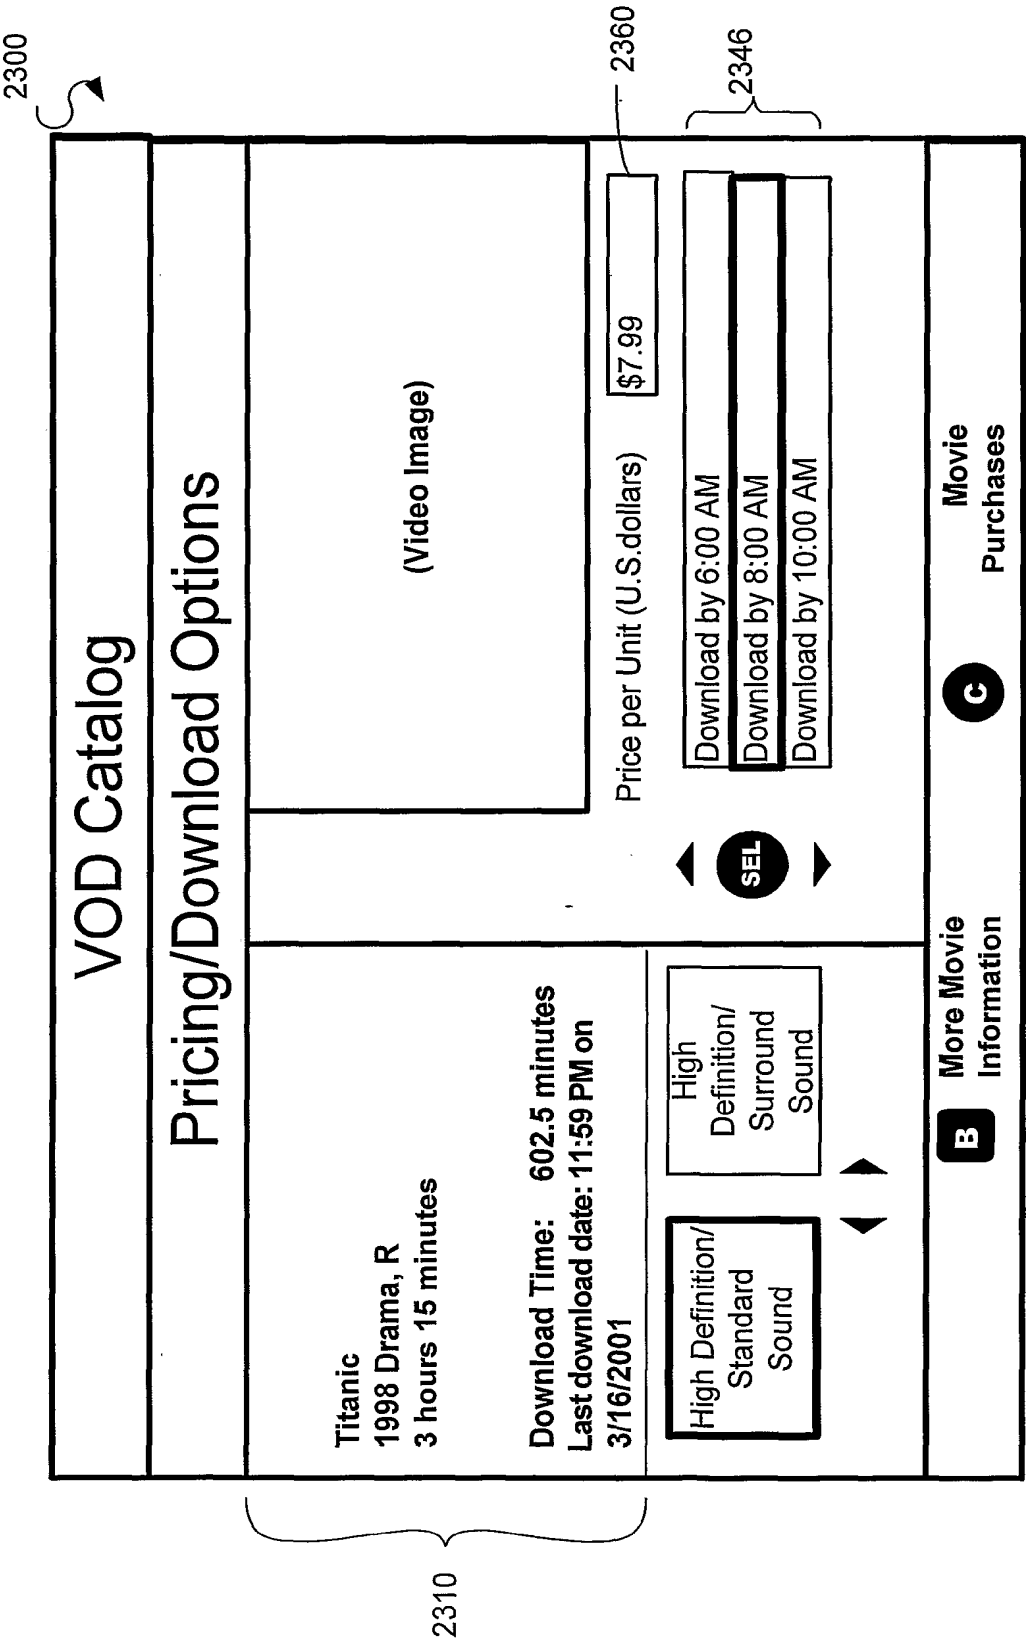 2300
VOD Catalog
Pricing/Download Options
Titanic
1998 Drama, R
3 hours 15 minutes
Download Time: 602.5 minutes
Last download date: 11:59 PM on
3/16/2001
2310
(Video Image)
Price per Unit (U.S.dollars)
$7.99
2360
High Definition/
Standard
Sound
High
Definition/
Surround
Sound
SEL
Download by 6:00 AM
Download by 8:00 AM
Download by 10:00 AM
2346
B
More Movie
Information
C
Movie
Purchases